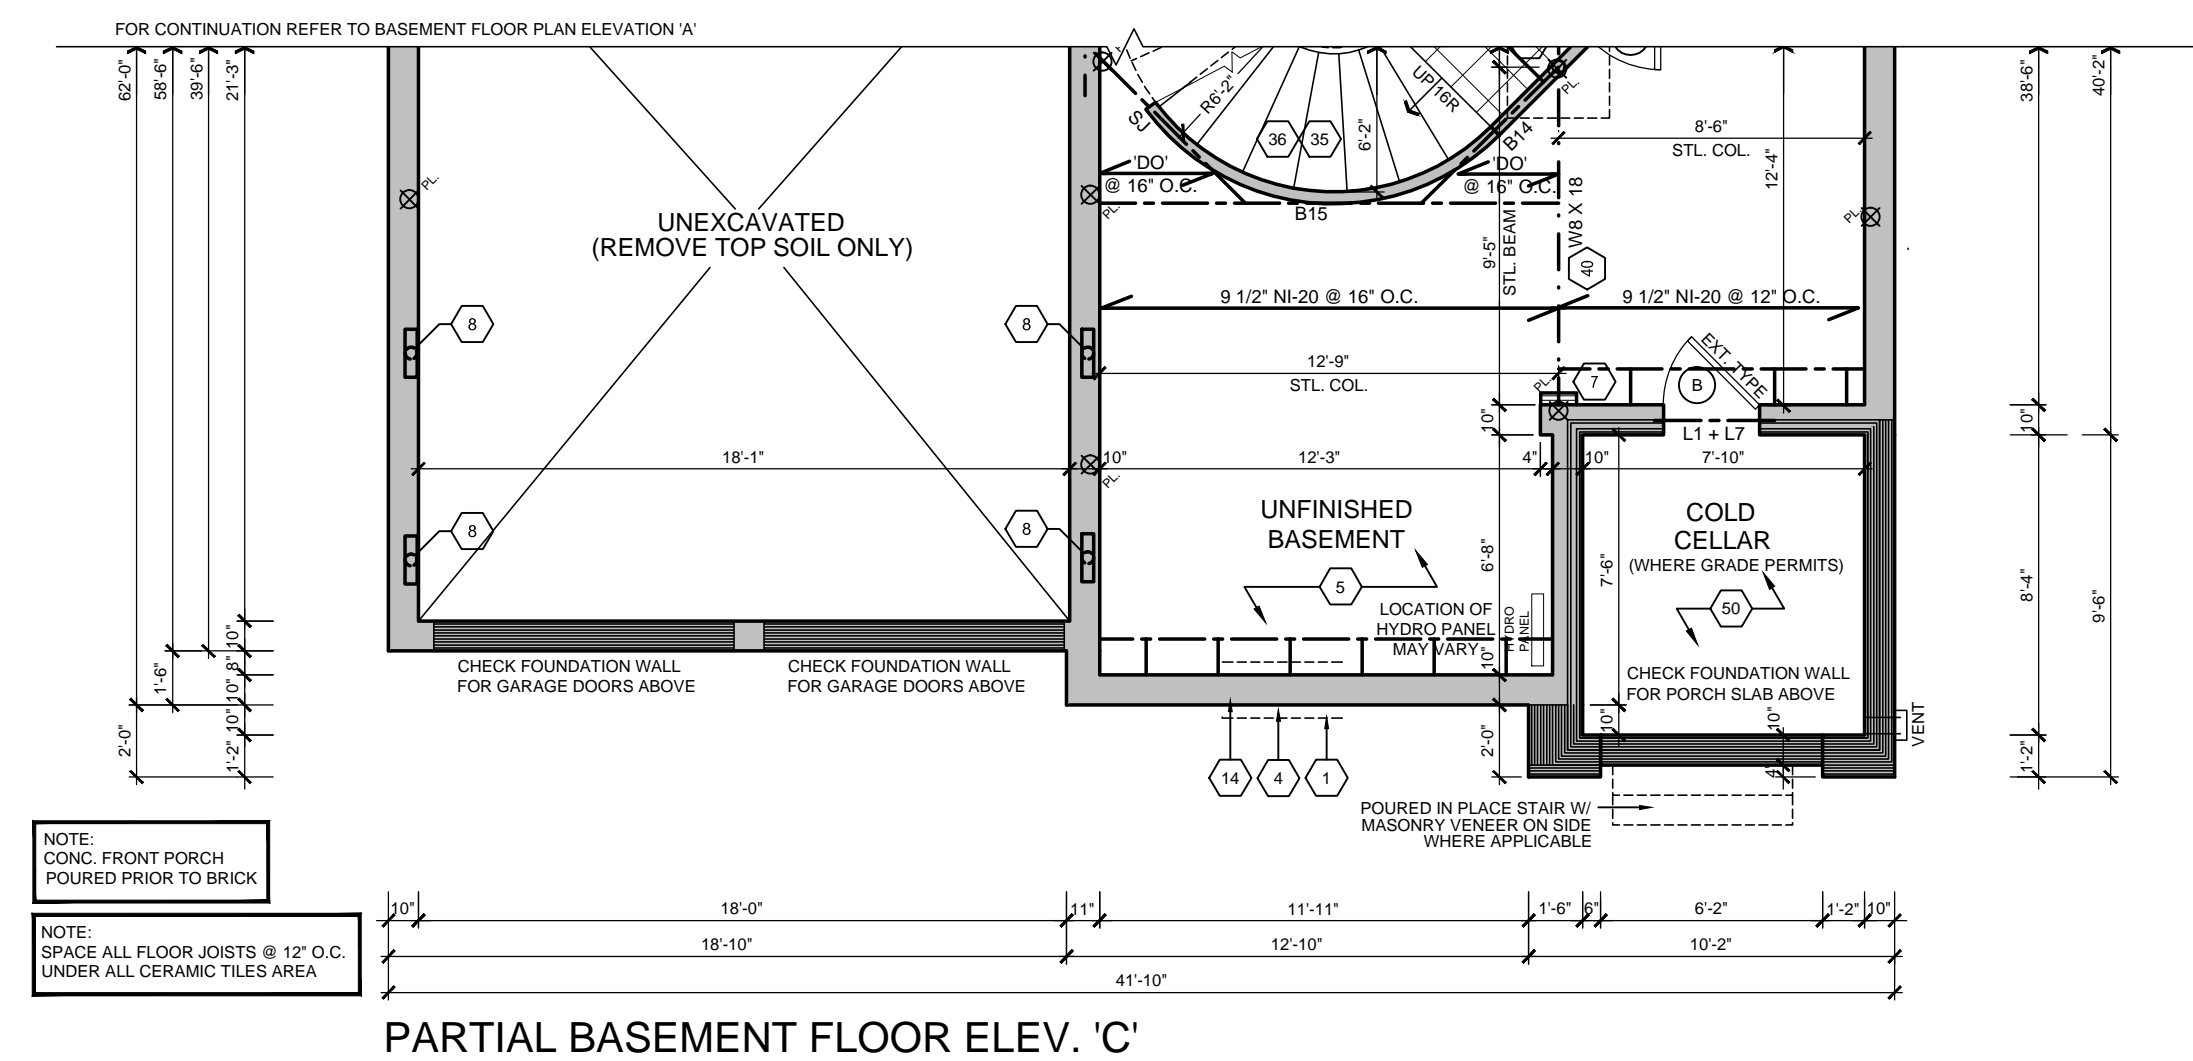 FOR CONTINUATION REFER TO BASEMENT FLOOR PLAN ELEVATION 'A'
62'-0"
58'-6"
39'-6"
21'-3"
38'-6"
40'-2"
R6'-2"
UP 16R
SJ
36
35
6'-2"
B14
PL.
8'-6"
STL. COL.
12'-4"
'DO'
@ 16" O.C.
'DO'
@ 16" O.C.
PL.
PL.
PL.
B15
UNEXCAVATED
(REMOVE TOP SOIL ONLY)
9'-5"
STL. BEAM
W8 X 18
40
9 1/2" NI-20 @ 16" O.C.
9 1/2" NI-20 @ 12" O.C.
8
8
12'-9"
STL. COL.
PL.
7
B
EXT. TYPE
10"
10"
L1 + L7
18'-1"
10"
12'-3"
4"
10"
7'-10"
PL.
8
8
UNFINISHED
BASEMENT
5
6'-8"
7'-6"
COLD
CELLAR
(WHERE GRADE PERMITS)
50
8'-4"
9'-6"
LOCATION OF
HYDRO PANEL
MAY VARY
HYDRO
PANEL
10"
CHECK FOUNDATION WALL
FOR GARAGE DOORS ABOVE
CHECK FOUNDATION WALL
FOR GARAGE DOORS ABOVE
CHECK FOUNDATION WALL
FOR PORCH SLAB ABOVE
10"
8"
10"
10"
1'-2"
1'-6"
2'-0"
2'-0"
10"
10"
4"
VENT
1'-2"
14
4
1
POURED IN PLACE STAIR W/
MASONRY VENEER ON SIDE
WHERE APPLICABLE
NOTE:
CONC. FRONT PORCH
POURED PRIOR TO BRICK
NOTE:
SPACE ALL FLOOR JOISTS @ 12" O.C.
UNDER ALL CERAMIC TILES AREA
10"
18'-0"
11"
11'-11"
1'-6"
6"
6'-2"
1'-2"
10"
18'-10"
12'-10"
10'-2"
41'-10"
PARTIAL BASEMENT FLOOR ELEV. 'C'